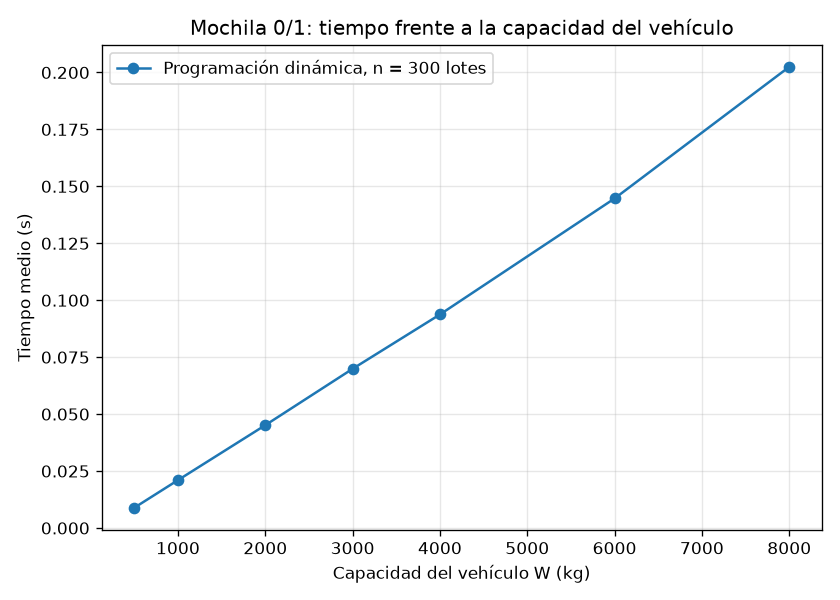 Mochila 0/1: tiempo frente a la capacidad del vehículo
Programación dinámica, n = 300 lotes
0.200
0.175
0.150
0.125
0.100
0.075
0.050
0.025
0.000
Tiempo medio (s)
1000 2000 3000 4000 5000 6000 7000 8000
Capacidad del vehículo W (kg)